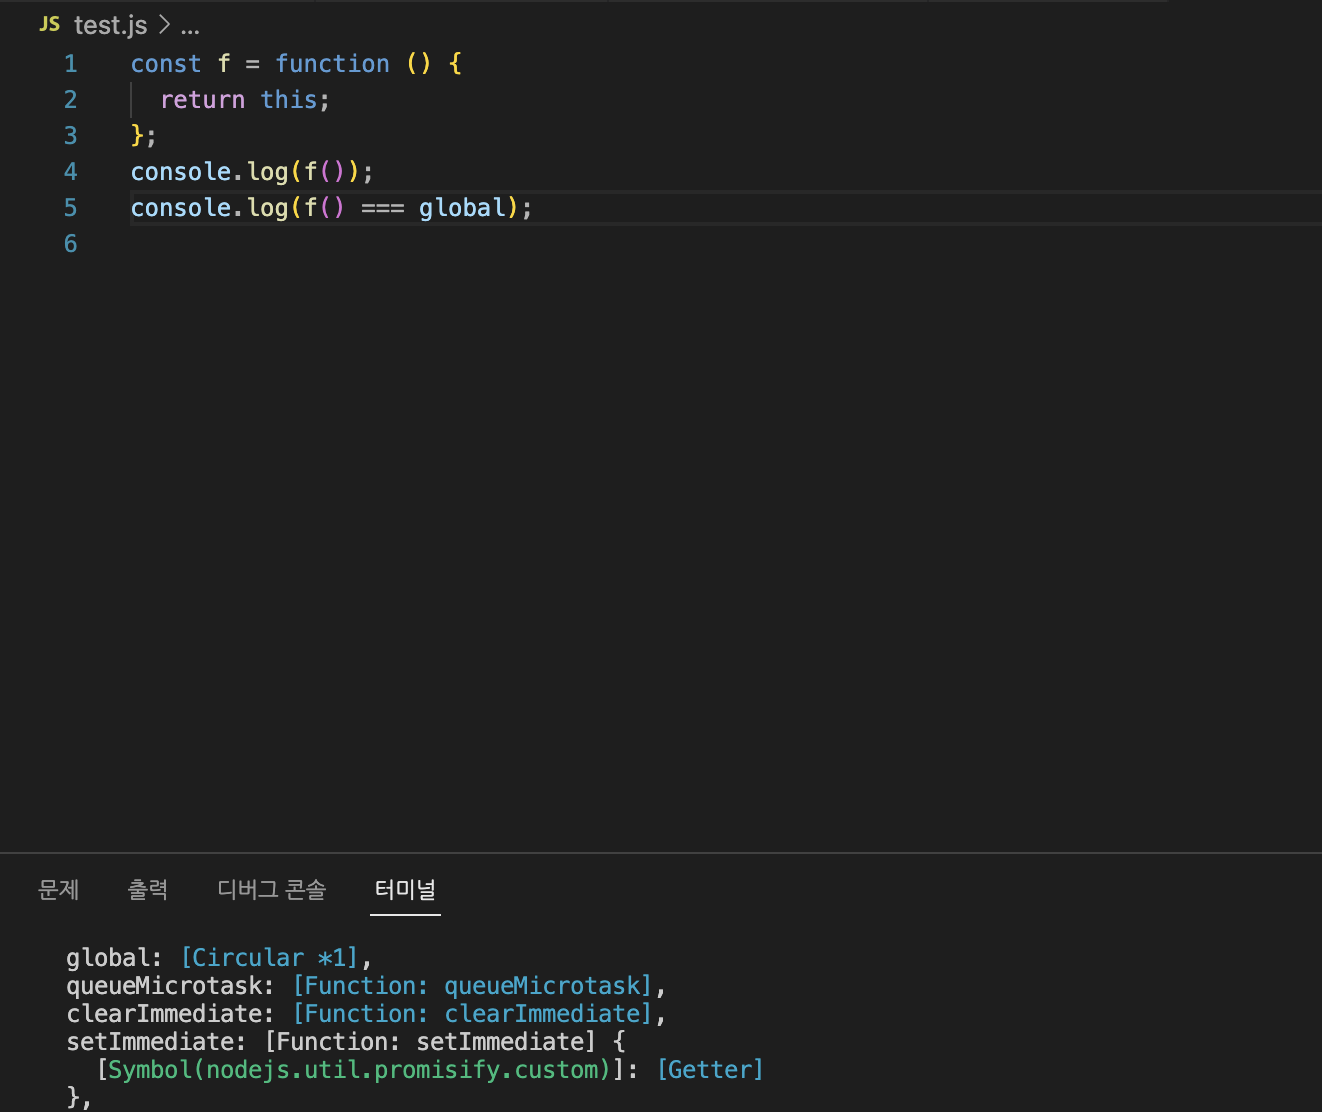 JS test.js > ...
1 const f = function () {
2 return this;
3 };
4 console.log(f());
5 console.log(f() === global);
6
문제 출력 디버그 콘솔 터미널
global: [Circular *1],
queueMicrotask: [Function: queueMicrotask],
clearImmediate: [Function: clearImmediate],
setImmediate: [Function: setImmediate] {
[Symbol(nodejs.util.promisify.custom)]: [Getter]
},